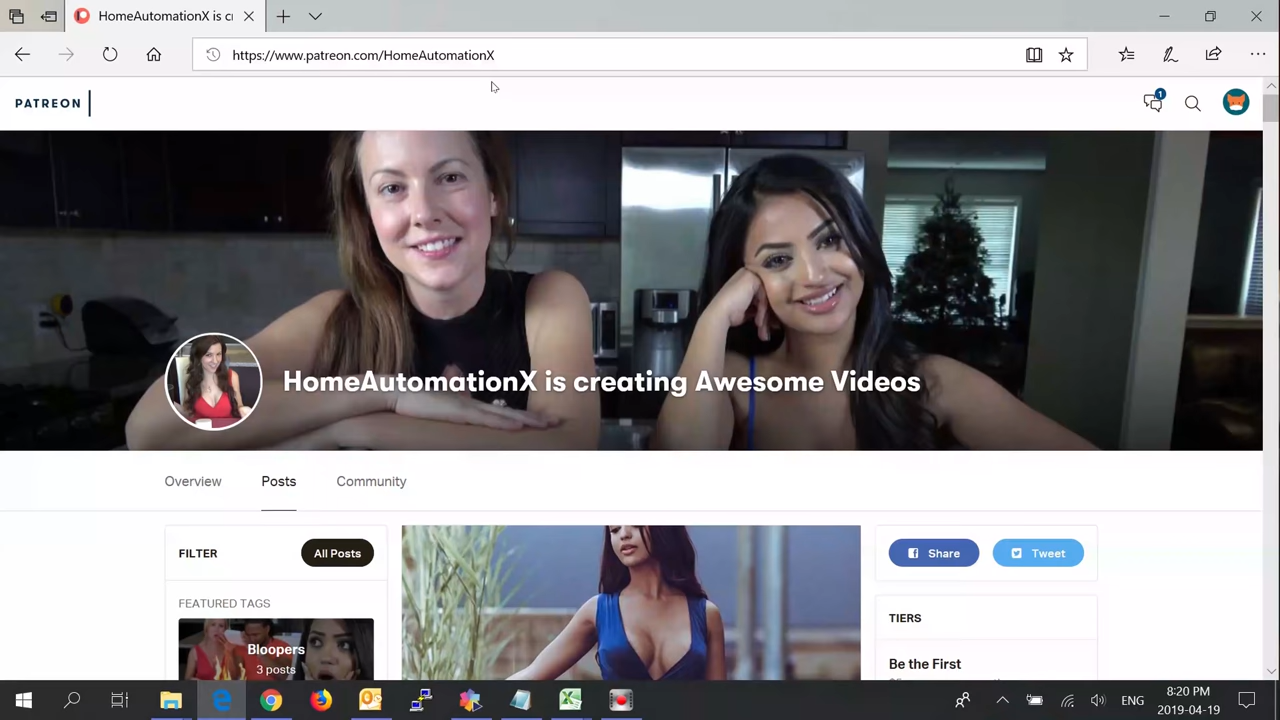 HomeAutomationX is cr
https://www.patreon.com/HomeAutomationX
PATREON
1
HomeAutomationX is creating Awesome Videos
Overview
Posts
Community
FILTER
All Posts
Share
Tweet
FEATURED TAGS
Bloopers
3 posts
TIERS
Be the First
ENG
8:20 PM
2019-04-19